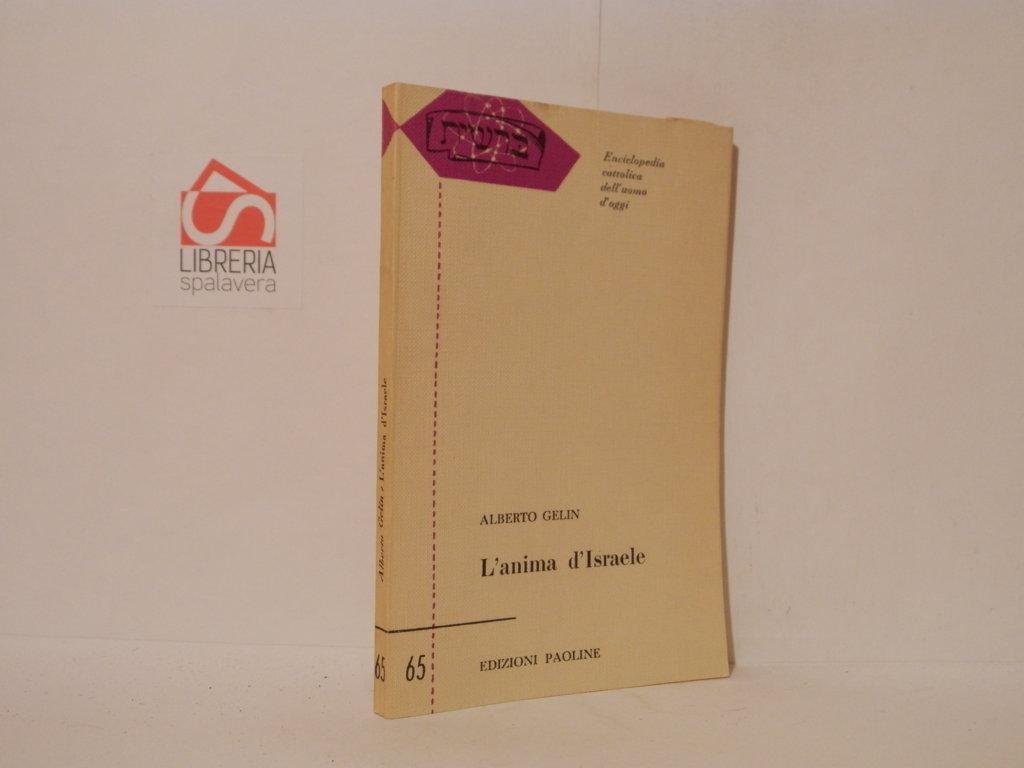 LIBRERIA
spalavera
Enciclopedia
cattolica
dell'uomo
d'oggi
Alberto Gelin - L'anima d'Israele
ALBERTO GELIN
L'anima d'Israele
65
65
EDIZIONI PAOLINE